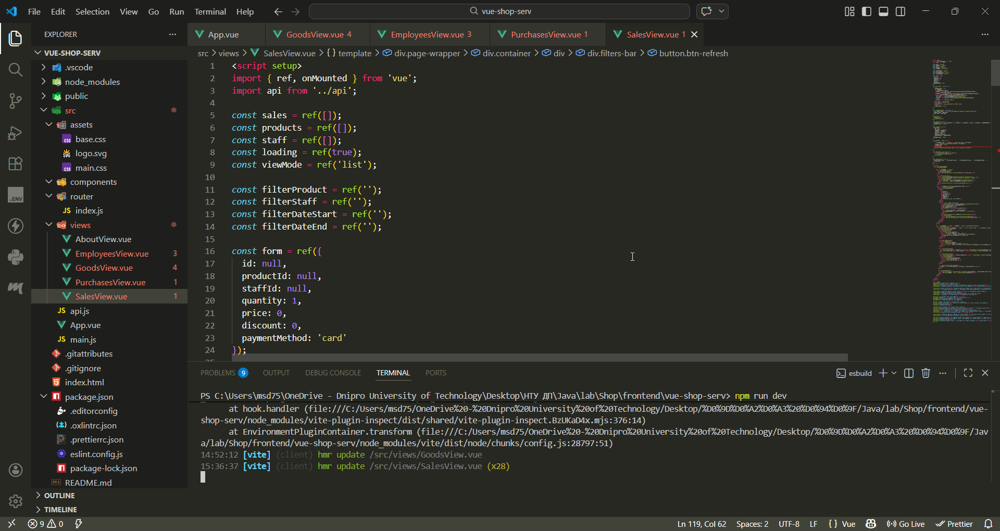 File Edit Selection View Go Run Terminal Help
vue-shop-serv
EXPLORER
App.vue
GoodsView.vue 4
EmployeesView.vue 3
PurchasesView.vue 1
SalesView.vue 1
src > views > SalesView.vue > {} template > div.page-wrapper > div.container > div > div.filters-bar > button.btn-refresh
VUE-SHOP-SERV
.vscode
node_modules
public
src
assets
base.css
logo.svg
main.css
components
router
index.js
views
AboutView.vue
EmployeesView.vue 3
GoodsView.vue 4
PurchasesView.vue 1
SalesView.vue 1
api.js
App.vue
main.js
.gitattributes
.gitignore
index.html
package.json
.editorconfig
.oxlintrc.json
.prettierrc.json
eslint.config.js
package-lock.json
README.md
OUTLINE
TIMELINE
1 <script setup>
2 import { ref, onMounted } from 'vue';
3 import api from '../api';
4
5 const sales = ref([]);
6 const products = ref([]);
7 const staff = ref([]);
8 const loading = ref(true);
9 const viewMode = ref('list');
10
11 const filterProduct = ref('');
12 const filterStaff = ref('');
13 const filterDateStart = ref('');
14 const filterDateEnd = ref('');
15
16 const form = ref({
17 id: null,
18 productId: null,
19 staffId: null,
20 quantity: 1,
21 price: 0,
22 discount: 0,
23 paymentMethod: 'card'
24 });
PROBLEMS 9 OUTPUT DEBUG CONSOLE TERMINAL PORTS
esbuild
PS C:\Users\msd75\OneDrive - Dnipro University of Technology\Desktop\НТУ ДП\Java\lab\Shop\frontend\vue-shop-serv> npm run dev
at hook.handler (file:///C:/Users/msd75/OneDrive%20-%20Dnipro%20University%20of%20Technology/Desktop/%D0%9D%D0%A2%D0%A3%20%D0%94%D0%9F/Java/lab/Shop/frontend/vue-
shop-serv/node_modules/vite-plugin-inspect/dist/shared/vite-plugin-inspect.BzUKaD4x.mjs:376:14)
at EnvironmentPluginContainer.transform (file:///C:/Users/msd75/OneDrive%20-%20Dnipro%20University%20of%20Technology/Desktop/%D0%9D%D0%A2%D0%A3%20%D0%94%D0%9F/Jav
a/lab/Shop/frontend/vue-shop-serv/node_modules/vite/dist/node/chunks/config.js:28797:51)
14:52:12 [vite] (client) hmr update /src/views/GoodsView.vue
15:36:37 [vite] (client) hmr update /src/views/SalesView.vue (x28)
9 0
Ln 119, Col 62 Spaces: 2 UTF-8 LF {} Vue Go Live Prettier